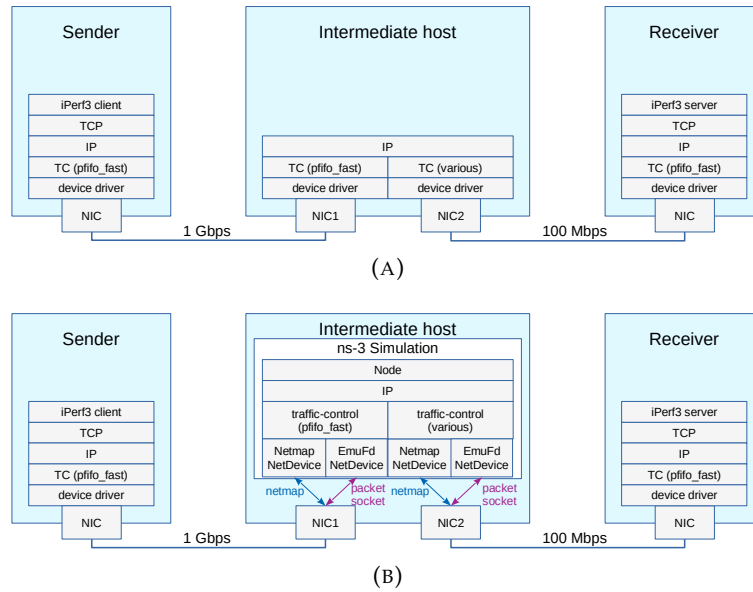 Sender
Intermediate host
Receiver
iPerf3 client
TCP
IP
TC (pfifo_fast)
device driver
NIC
IP
TC (pfifo_fast)
TC (various)
device driver
device driver
NIC1
NIC2
iPerf3 server
TCP
IP
TC (pfifo_fast)
device driver
NIC
1 Gbps
100 Mbps
(A)
Sender
Intermediate host
Receiver
ns-3 Simulation
iPerf3 client
TCP
IP
TC (pfifo_fast)
device driver
NIC
Node
IP
traffic-control
(pfifo_fast)
traffic-control
(various)
Netmap
NetDevice
EmuFd
NetDevice
Netmap
NetDevice
EmuFd
NetDevice
netmap
packet
socket
netmap
packet
socket
NIC1
NIC2
iPerf3 server
TCP
IP
TC (pfifo_fast)
device driver
NIC
1 Gbps
100 Mbps
(B)